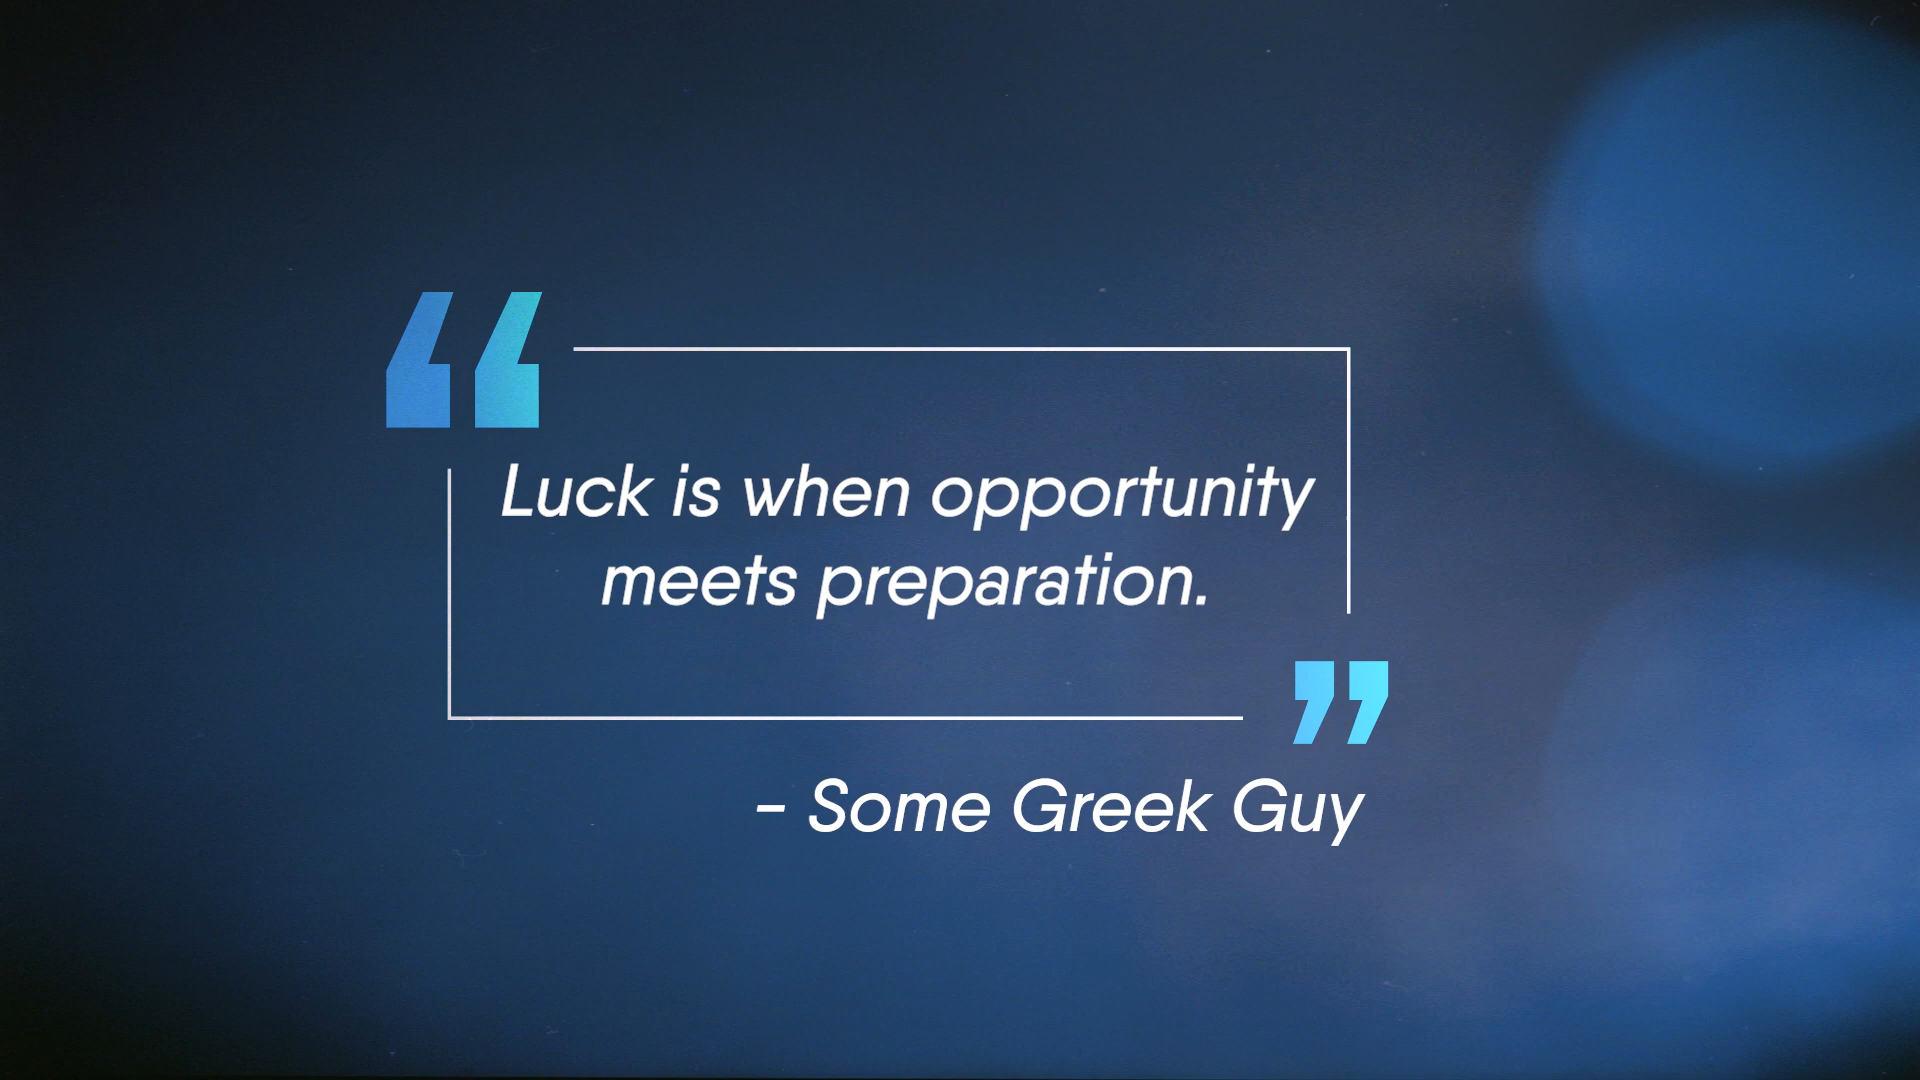 “
Luck is when opportunity
meets preparation.
”
- Some Greek Guy